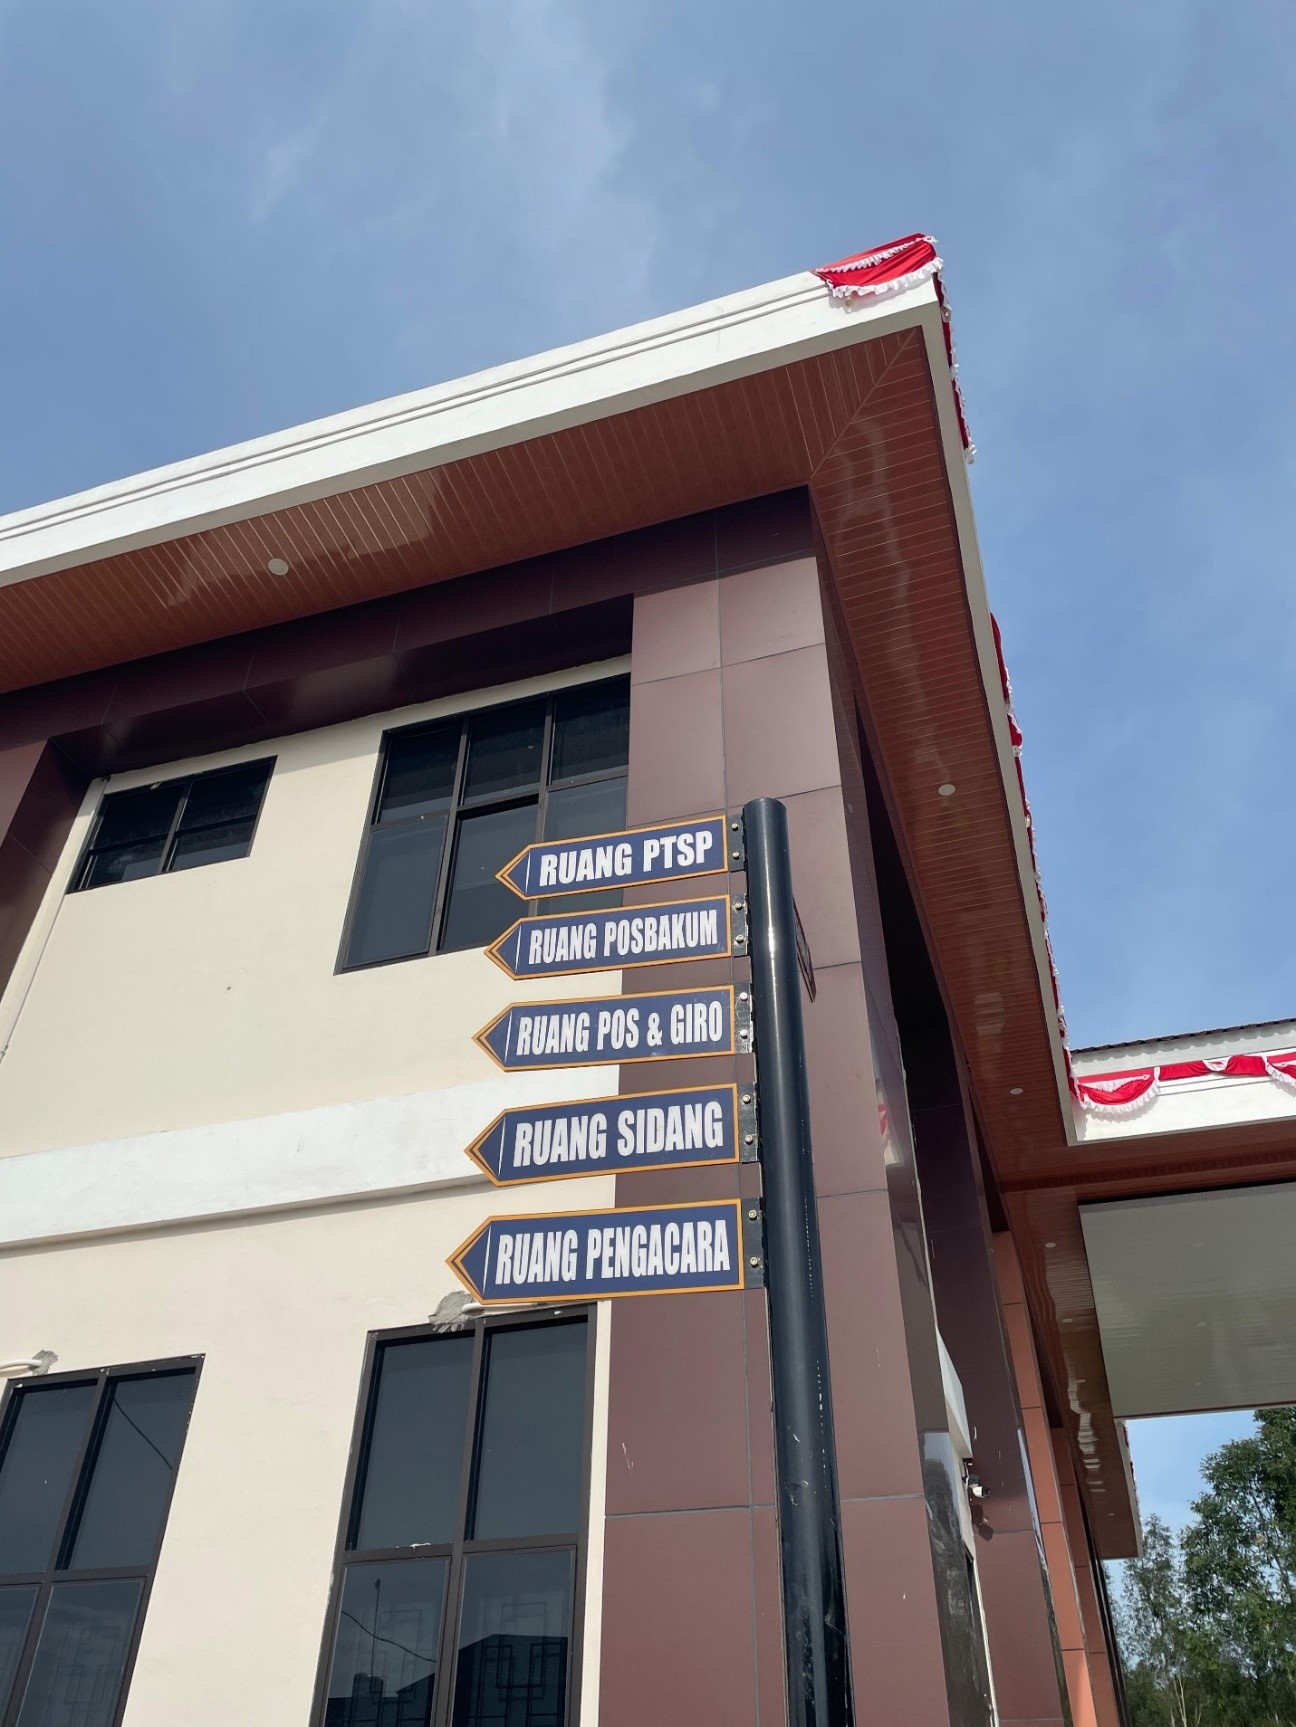 RUANG PTSP
RUANG POSBAKUM
RUANG POS & GIRO
RUANG SIDANG
RUANG PENGACARA